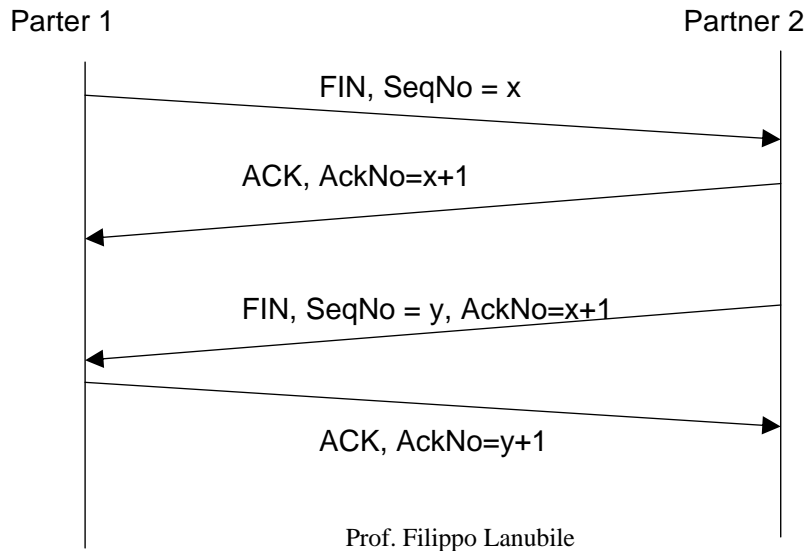 Parter 1
Partner 2
FIN, SeqNo = x
ACK, AckNo=x+1
FIN, SeqNo = y, AckNo=x+1
ACK, AckNo=y+1
Prof. Filippo Lanubile